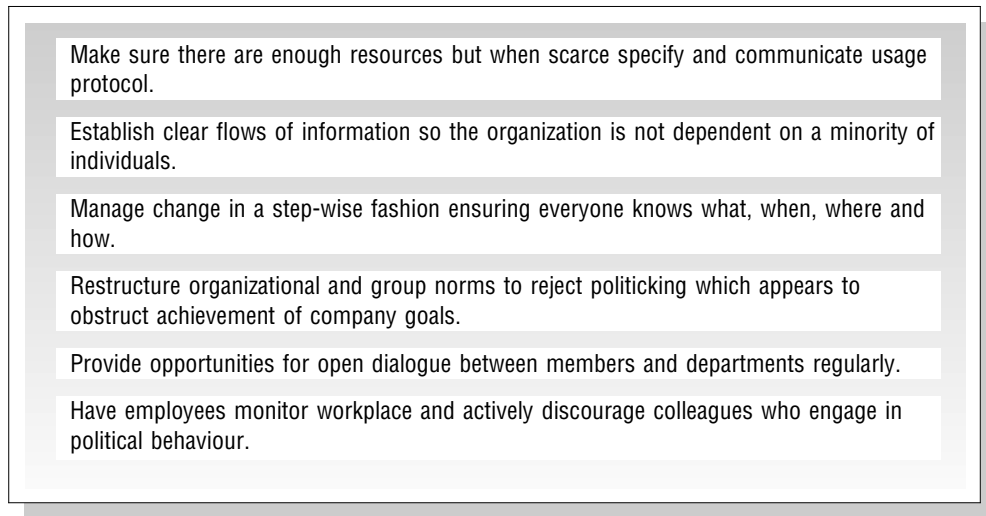 Make sure there are enough resources but when scarce specify and communicate usage
protocol.
Establish clear flows of information so the organization is not dependent on a minority of
individuals.
Manage change in a step-wise fashion ensuring everyone knows what, when, where and
how.
Restructure organizational and group norms to reject politicking which appears to
obstruct achievement of company goals.
Provide opportunities for open dialogue between members and departments regularly.
Have employees monitor workplace and actively discourage colleagues who engage in
political behaviour.